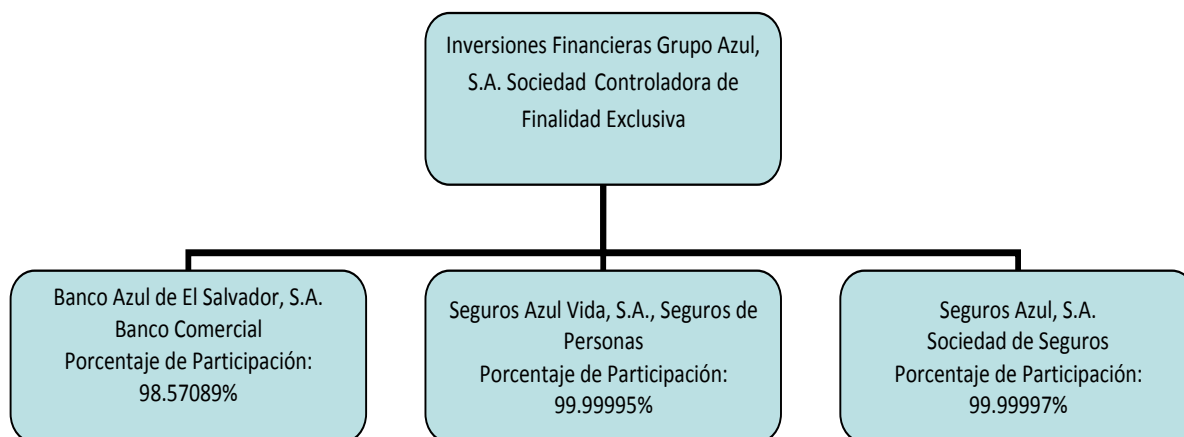 Inversiones Financieras Grupo Azul,
S.A. Sociedad Controladora de
Finalidad Exclusiva
Banco Azul de El Salvador, S.A.
Banco Comercial
Porcentaje de Participación:
98.57089%
Seguros Azul Vida, S.A., Seguros de
Personas
Porcentaje de Participación:
99.99995%
Seguros Azul, S.A.
Sociedad de Seguros
Porcentaje de Participación:
99.99997%